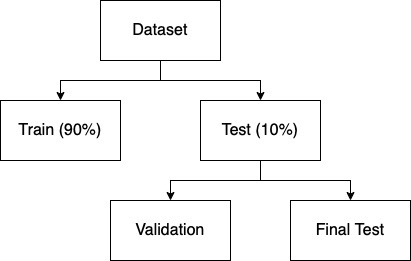 Dataset
Train (90%)
Test (10%)
Validation
Final Test